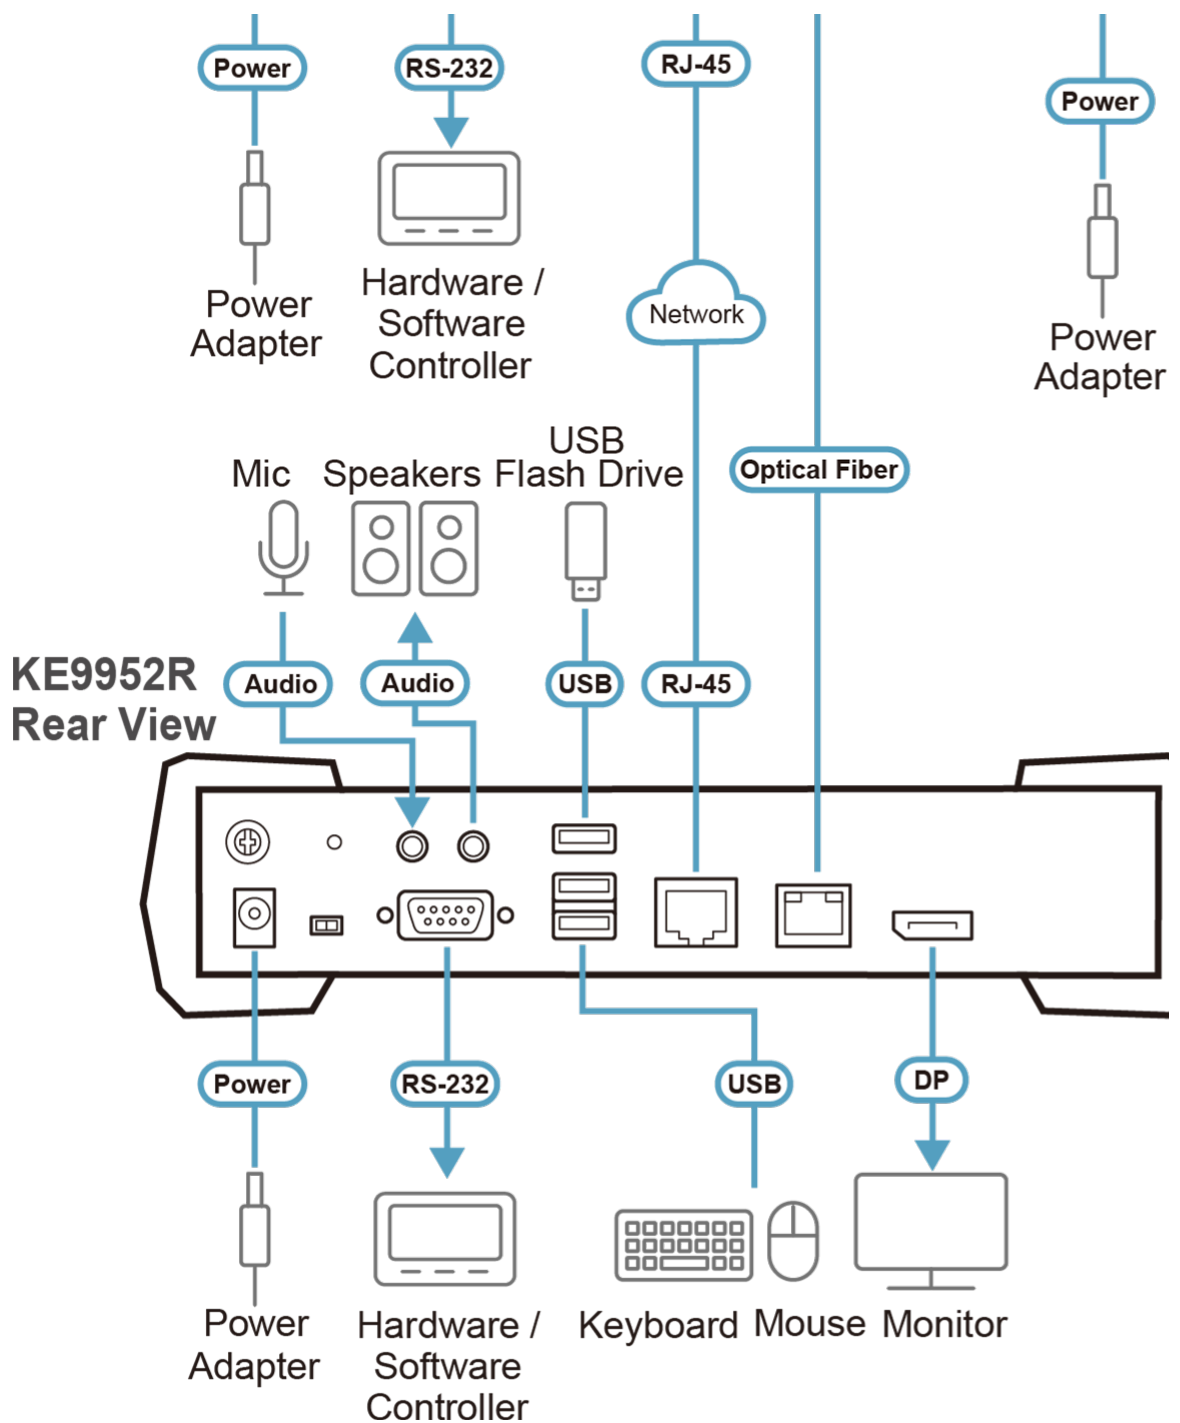 Power
RS-232
RJ-45
Power
Hardware /
Software
Controller
Power
Adapter
Network
Power
Adapter
Optical Fiber
Mic
Speakers
USB
Flash Drive
KE9952R
Rear View
Audio
Audio
USB
RJ-45
Power
RS-232
USB
DP
Power
Adapter
Hardware /
Software
Controller
Keyboard
Mouse
Monitor